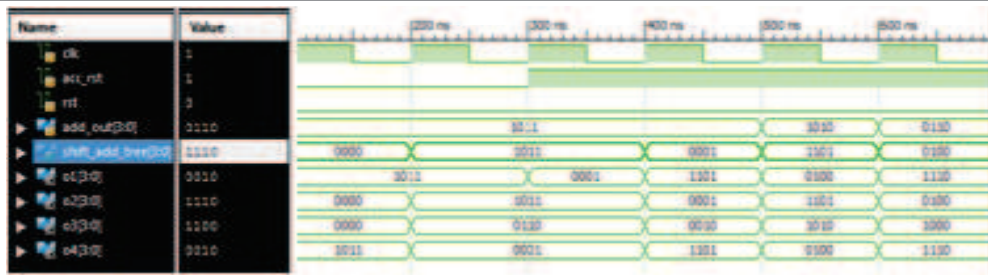 Name Value
200 ns 300 ns 400 ns 500 ns 600 ns
clk 1
acc_rst 1
rst 0
add_out[3:0] 0110 1011 1010 0110
shift_add_tree[3:0] 1110 0000 1011 0001 1101 0100
o1[3:0] 0010 1011 0001 1101 0100 1110
o2[3:0] 1110 0000 1011 0001 1101 0100
o3[3:0] 1100 0000 0110 0010 1010 1000
o4[3:0] 0010 1011 0001 1101 0100 1110